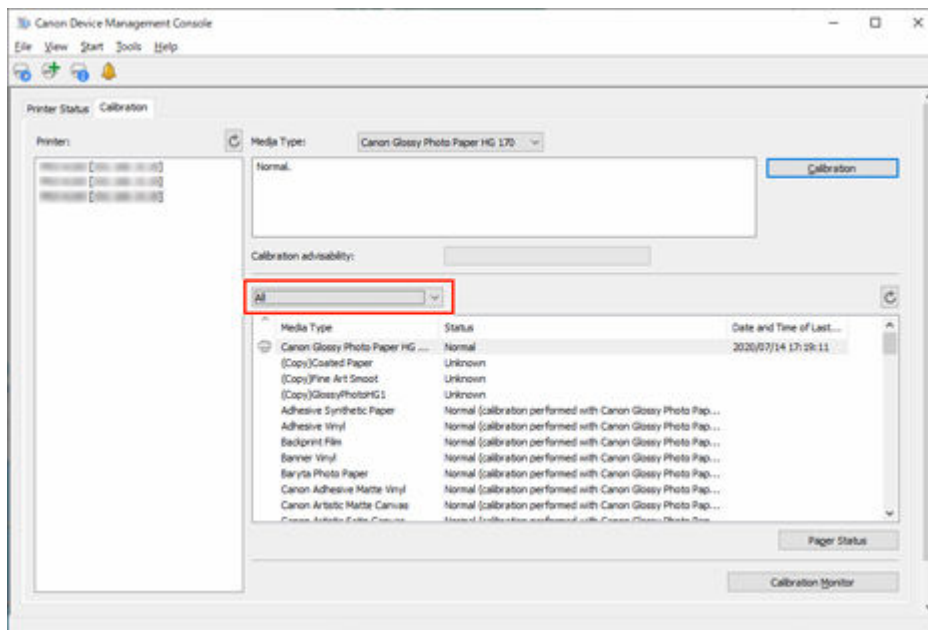 Canon Device Management Console
File View Start Tools Help
Printer Status Calibration
Printer:
Media Type: Canon Glossy Photo Paper HG 170
Normal.
Calibration
Calibration advisability:
All
Media Type Status Date and Time of Last...
Canon Glossy Photo Paper HG ... Normal 2020/07/14 17:19:11
(Copy)Coated Paper Unknown
(Copy)Fine Art Smoot Unknown
(Copy)GlossyPhotoHG1 Unknown
Adhesive Synthetic Paper Normal (calibration performed with Canon Glossy Photo Pap...
Adhesive Vinyl Normal (calibration performed with Canon Glossy Photo Pap...
Backprint Film Normal (calibration performed with Canon Glossy Photo Pap...
Banner Vinyl Normal (calibration performed with Canon Glossy Photo Pap...
Baryta Photo Paper Normal (calibration performed with Canon Glossy Photo Pap...
Canon Adhesive Matte Vinyl Normal (calibration performed with Canon Glossy Photo Pap...
Canon Artistic Matte Canvas Normal (calibration performed with Canon Glossy Photo Pap...
Pager Status
Calibration Monitor